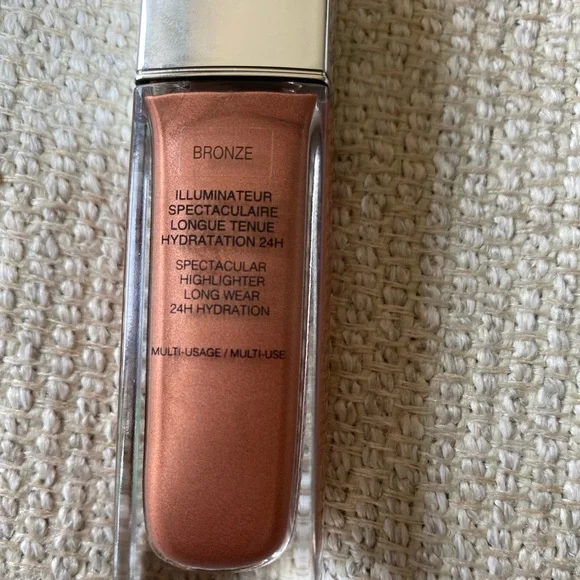 BRONZE
ILLUMINATEUR
SPECTACULAIRE
LONGUE TENUE
HYDRATATION 24H
SPECTACULAR
HIGHLIGHTER
LONG WEAR
24H HYDRATION
MULTI-USAGE / MULTI-USE